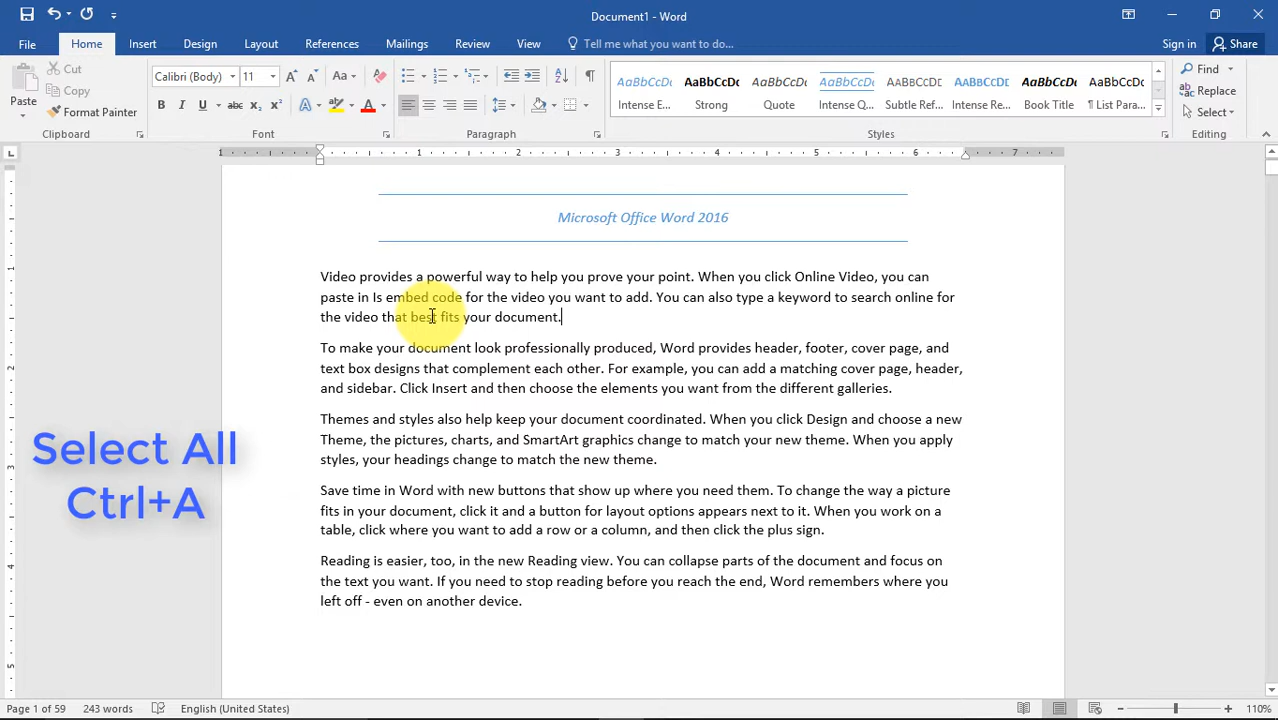 Document1 - Word
File Home Insert Design Layout References Mailings Review View Tell me what you want to do... Sign in Share
Paste
Cut
Copy
Format Painter
Clipboard
Calibri (Body) 11
Font
Paragraph
AaBbCcDc AaBbCcDc AaBbCcDc AaBbCcDc AaBbCcDc AaBbCcDc AaBbCcDc AaBbCcDc
Intense E... Strong Quote Intense Q... Subtle Ref... Intense Re... Book Title ¶ List Para...
Styles
Find
Replace
Select
Editing
1 1 2 3 4 5 6 7
Microsoft Office Word 2016
Video provides a powerful way to help you prove your point. When you click Online Video, you can
paste in Is embed code for the video you want to add. You can also type a keyword to search online for
the video that best fits your document.
To make your document look professionally produced, Word provides header, footer, cover page, and
text box designs that complement each other. For example, you can add a matching cover page, header,
and sidebar. Click Insert and then choose the elements you want from the different galleries.
Themes and styles also help keep your document coordinated. When you click Design and choose a new
Theme, the pictures, charts, and SmartArt graphics change to match your new theme. When you apply
styles, your headings change to match the new theme.
Save time in Word with new buttons that show up where you need them. To change the way a picture
fits in your document, click it and a button for layout options appears next to it. When you work on a
table, click where you want to add a row or a column, and then click the plus sign.
Reading is easier, too, in the new Reading view. You can collapse parts of the document and focus on
the text you want. If you need to stop reading before you reach the end, Word remembers where you
left off - even on another device.
Select All
Ctrl+A
Page 1 of 59 243 words English (United States) 110%